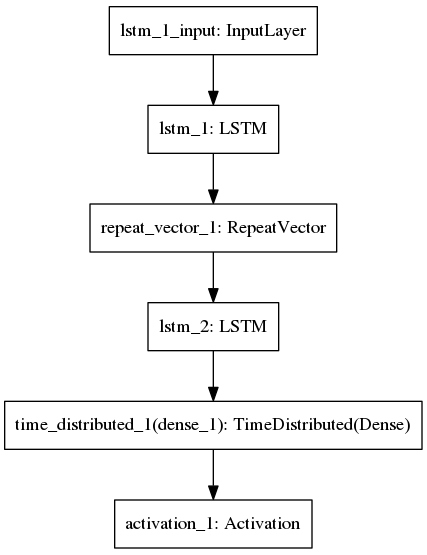 lstm_1_input: InputLayer
lstm_1: LSTM
repeat_vector_1: RepeatVector
lstm_2: LSTM
time_distributed_1(dense_1): TimeDistributed(Dense)
activation_1: Activation